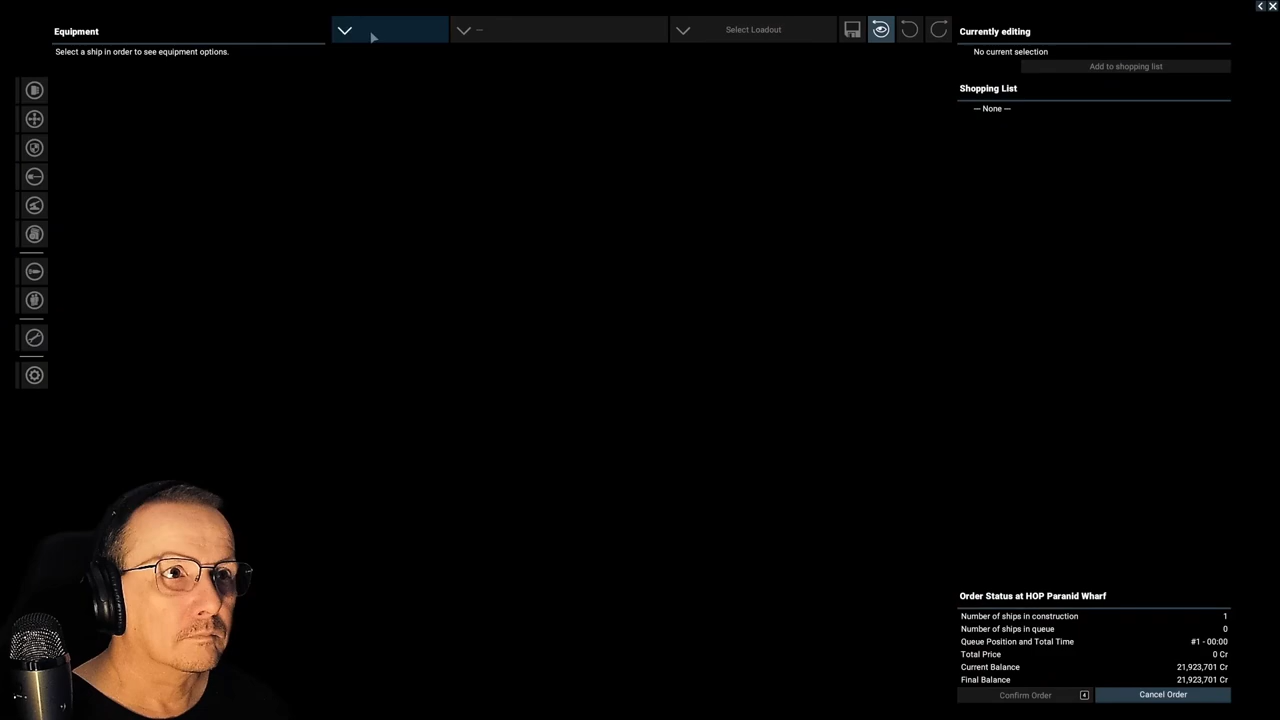 Equipment
Select a ship in order to see equipment options.
--
Select Loadout
Currently editing
No current selection
Add to shopping list
Shopping List
--- None ---
Order Status at HOP Paranid Wharf
Number of ships in construction 1
Number of ships in queue 0
Queue Position and Total Time #1 - 00:00
Total Price 0 Cr
Current Balance 21,923,701 Cr
Final Balance 21,923,701 Cr
Confirm Order 4
Cancel Order